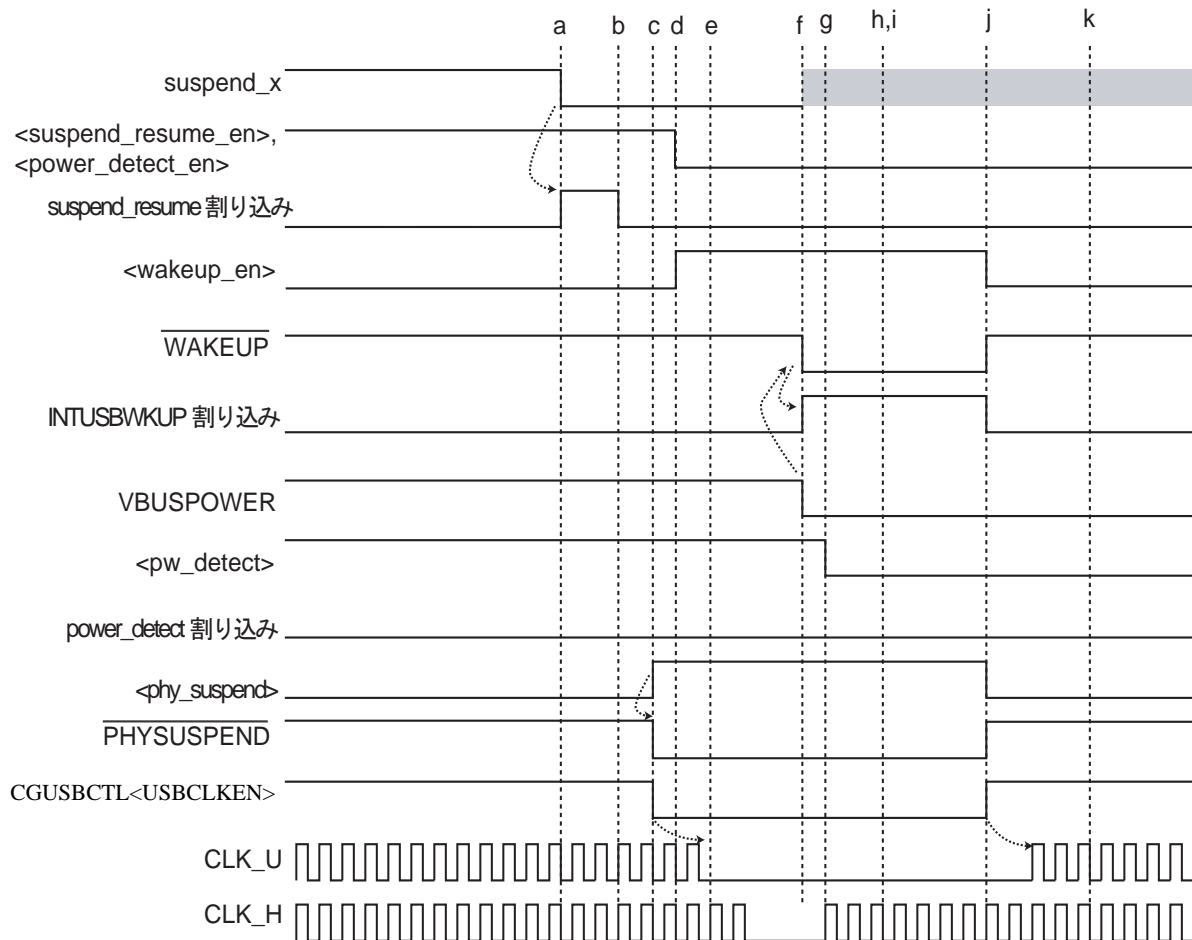 a b c d e f g h,i j k
suspend_x
<suspend_resume_en>,
<power_detect_en>
suspend_resume 割り込み
<wakeup_en>
WAKEUP
INTUSBWKUP 割り込み
VBUSPOWER
<pw_detect>
power_detect 割り込み
<phy_suspend>
PHYSUSPEND
CGUSBCTL<USBCLKEN>
CLK_U
CLK_H